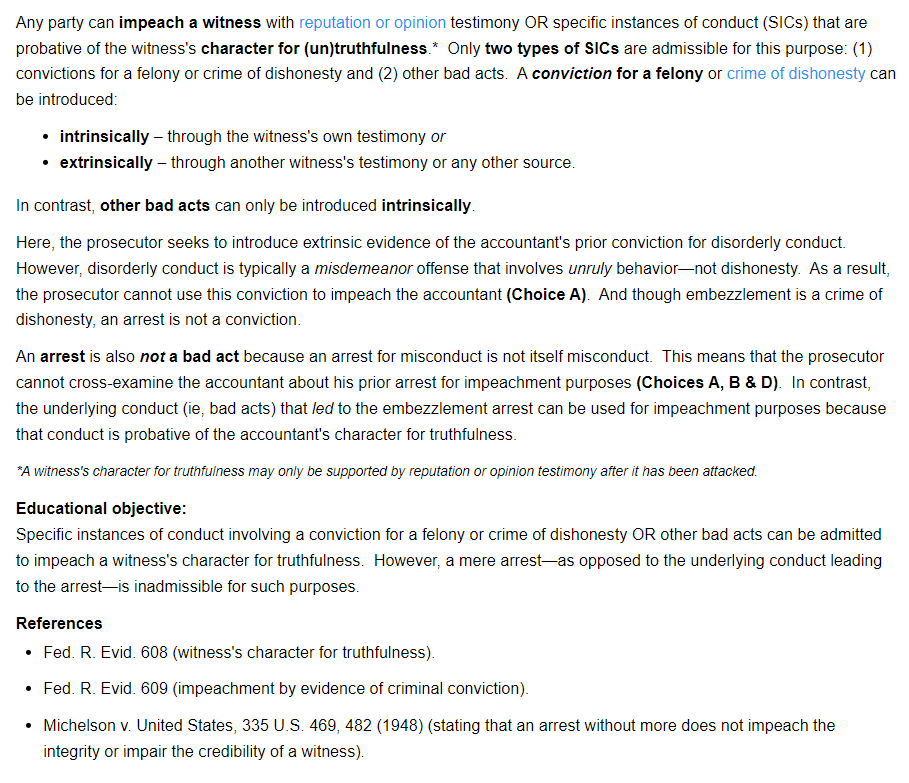 Any party can impeach a witness with reputation or opinion testimony OR specific instances of conduct (SICs) that are
probative of the witness's character for (un)truthfulness.* Only two types of SICs are admissible for this purpose: (1)
convictions for a felony or crime of dishonesty and (2) other bad acts. A conviction for a felony or crime of dishonesty can
be introduced:
• intrinsically – through the witness's own testimony or
• extrinsically – through another witness's testimony or any other source.
In contrast, other bad acts can only be introduced intrinsically.
Here, the prosecutor seeks to introduce extrinsic evidence of the accountant's prior conviction for disorderly conduct.
However, disorderly conduct is typically a misdemeanor offense that involves unruly behavior—not dishonesty. As a result,
the prosecutor cannot use this conviction to impeach the accountant (Choice A). And though embezzlement is a crime of
dishonesty, an arrest is not a conviction.
An arrest is also not a bad act because an arrest for misconduct is not itself misconduct. This means that the prosecutor
cannot cross-examine the accountant about his prior arrest for impeachment purposes (Choices A, B & D). In contrast,
the underlying conduct (ie, bad acts) that led to the embezzlement arrest can be used for impeachment purposes because
that conduct is probative of the accountant's character for truthfulness.
*A witness's character for truthfulness may only be supported by reputation or opinion testimony after it has been attacked.
Educational objective:
Specific instances of conduct involving a conviction for a felony or crime of dishonesty OR other bad acts can be admitted
to impeach a witness's character for truthfulness. However, a mere arrest—as opposed to the underlying conduct leading
to the arrest—is inadmissible for such purposes.
References
• Fed. R. Evid. 608 (witness's character for truthfulness).
• Fed. R. Evid. 609 (impeachment by evidence of criminal conviction).
• Michelson v. United States, 335 U.S. 469, 482 (1948) (stating that an arrest without more does not impeach the
integrity or impair the credibility of a witness).